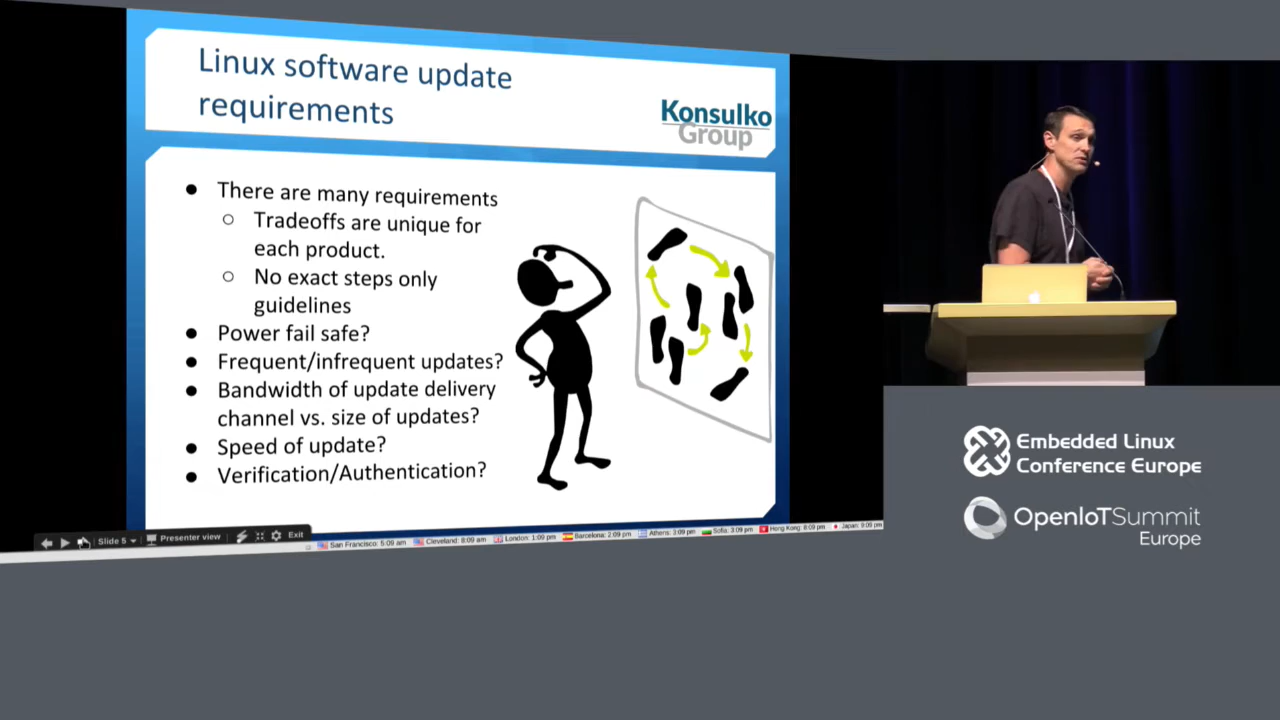 Linux software update
requirements
Konsulko
Group
● There are many requirements
○ Tradeoffs are unique for
each product.
○ No exact steps only
guidelines
● Power fail safe?
● Frequent/infrequent updates?
● Bandwidth of update delivery
channel vs. size of updates?
● Speed of update?
● Verification/Authentication?
Slide 5 Presenter view Exit
San Francisco: 5:09 am Cleveland: 8:09 am London: 1:09 pm Barcelona: 2:09 pm Athens: 3:09 pm Sofia: 3:09 pm Hong Kong: 8:09 pm Japan: 9:09 pm
Embedded Linux
Conference Europe
OpenIoTSummit
Europe